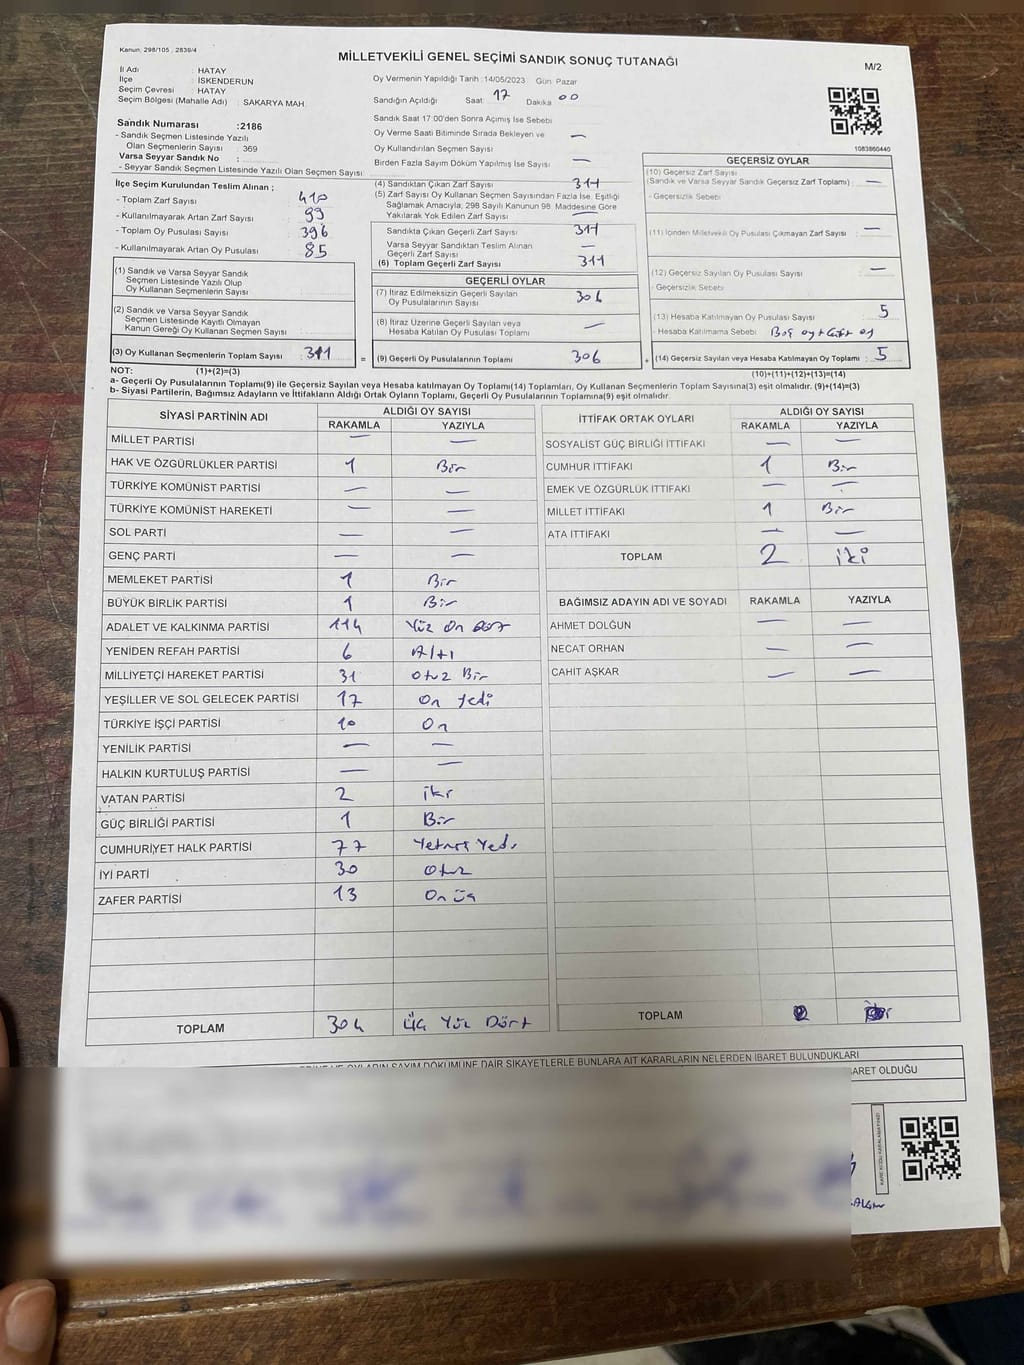 Kanun; 298/105 , 2839/4
MİLLETVEKİLİ GENEL SEÇİMİ SANDIK SONUÇ TUTANAĞI
M/2
İl Adı : HATAY
İlçe : İSKENDERUN
Seçim Çevresi : HATAY
Seçim Bölgesi (Mahalle Adı) : SAKARYA MAH.
Oy Vermenin Yapıldığı Tarih :14/05/2023 Gün Pazar
Sandığın Açıldığı Saat 17 Dakika 00
Sandık Numarası :2186
- Sandık Seçmen Listesinde Yazılı
Olan Seçmenlerin Sayısı : 369
Varsa Seyyar Sandık No :
- Seyyar Sandık Seçmen Listesinde Yazılı Olan Seçmen Sayısı :
Sandık Saat 17:00'den Sonra Açımış İse Sebebi
Oy Verme Saati Bitiminde Sırada Bekleyen ve —
Oy Kullandırılan Seçmen Sayısı
Birden Fazla Sayım Döküm Yapılmış İse Sayısı —
1083860440
İlçe Seçim Kurulundan Teslim Alınan ;
- Toplam Zarf Sayısı : 410
- Kullanılmayarak Artan Zarf Sayısı : 99
- Toplam Oy Pusulası Sayısı : 396
- Kullanılmayarak Artan Oy Pusulası : 85
(4) Sandıktan Çıkan Zarf Sayısı 311
(5) Zarf Sayısı Oy Kullanan Seçmen Sayısından Fazla İse, Eşitliği
Sağlamak Amacıyla, 298 Sayılı Kanunun 98. Maddesine Göre
Yakılarak Yok Edilen Zarf Sayısı —
Sandıkta Çıkan Geçerli Zarf Sayısı 311
Varsa Seyyar Sandıktan Teslim Alınan
Geçerli Zarf Sayısı —
(6) Toplam Geçerli Zarf Sayısı 311
GEÇERSİZ OYLAR
(10) Geçersiz Zarf Sayısı
(Sandık ve Varsa Seyyar Sandık Geçersiz Zarf Toplamı) : —
- Geçersizlik Sebebi
(11) İçinden Milletvekili Oy Pusulası Çıkmayan Zarf Sayısı : —
(12) Geçersiz Sayılan Oy Pusulası Sayısı : —
- Geçersizlik Sebebi
(13) Hesaba Katılmayan Oy Pusulası Sayısı : 5
- Hesaba Katılmama Sebebi Boş oy+ oy
(1) Sandık ve Varsa Seyyar Sandık
Seçmen Listesinde Yazılı Olup
Oy Kullanan Seçmenlerin Sayısı :
(2) Sandık ve Varsa Seyyar Sandık
Seçmen Listesinde Kayıtlı Olmayan
Kanun Gereği Oy Kullanan Seçmen Sayısı :
(3) Oy Kullanan Seçmenlerin Toplam Sayısı : 311
GEÇERLİ OYLAR
(7) İtiraz Edilmeksizin Geçerli Sayılan
Oy Pusulalarının Sayısı 306
(8) İtiraz Üzerine Geçerli Sayılan veya
Hesaba Katılan Oy Pusulası Toplamı —
= (9) Geçerli Oy Pusulalarının Toplamı 306
+ (14) Geçersiz Sayılan veya Hesaba Katılmayan Oy Toplamı : 5
NOT: (1)+(2)=(3)
(10)+(11)+(12)+(13)=(14)
a- Geçerli Oy Pusulalarının Toplamı(9) ile Geçersiz Sayılan veya Hesaba Katılmayan Oy Toplamı(14) Toplamları, Oy Kullanan Seçmenlerin Toplam Sayısına(3) eşit olmalıdır. (9)+(14)=(3)
b- Siyasi Partilerin, Bağımsız Adayların ve İttifakların Aldığı Ortak Oyların Toplamı, Geçerli Oy Pusulalarının Toplamına(9) eşit olmalıdır.
SİYASİ PARTİNİN ADI ALDIĞI OY SAYISI
RAKAMLA YAZIYLA
MİLLET PARTİSİ — —
HAK VE ÖZGÜRLÜKLER PARTİSİ 1 Bir
TÜRKİYE KOMÜNİST PARTİSİ — —
TÜRKİYE KOMÜNİST HAREKETİ — —
SOL PARTİ — —
GENÇ PARTİ — —
MEMLEKET PARTİSİ 1 Bir
BÜYÜK BİRLİK PARTİSİ 1 Bir
ADALET VE KALKINMA PARTİSİ 114 Yüz On
YENİDEN REFAH PARTİSİ 6 Altı
MİLLİYETÇİ HAREKET PARTİSİ 31 Otuz Bir
YEŞİLLER VE SOL GELECEK PARTİSİ 17 On Yedi
TÜRKİYE İŞÇİ PARTİSİ 10 On
YENİLİK PARTİSİ — —
HALKIN KURTULUŞ PARTİSİ — —
VATAN PARTİSİ 2 iki
GÜÇ BİRLİĞİ PARTİSİ 1 Bir
CUMHURİYET HALK PARTİSİ 77 Yetmiş Yedi
İYİ PARTİ 30 Otuz
ZAFER PARTİSİ 13 On üç
TOPLAM 304 Üç Yüz Dört
İTTİFAK ORTAK OYLARI ALDIĞI OY SAYISI
RAKAMLA YAZIYLA
SOSYALİST GÜÇ BİRLİĞİ İTTİFAKI — —
CUMHUR İTTİFAKI 1 Bir
EMEK VE ÖZGÜRLÜK İTTİFAKI — —
MİLLET İTTİFAKI 1 Bir
ATA İTTİFAKI — —
TOPLAM 2 iki
BAĞIMSIZ ADAYIN ADI VE SOYADI RAKAMLA YAZIYLA
AHMET DOLĞUN — —
NECAT ORHAN — —
CAHİT AŞKAR — —
TOPLAM
OYLARIN SAYIM DÖKÜMÜNE DAİR ŞİKAYETLERLE BUNLARA AİT KARARLARIN NELERDEN İBARET BULUNDUKLARI
İBARET OLDUĞU